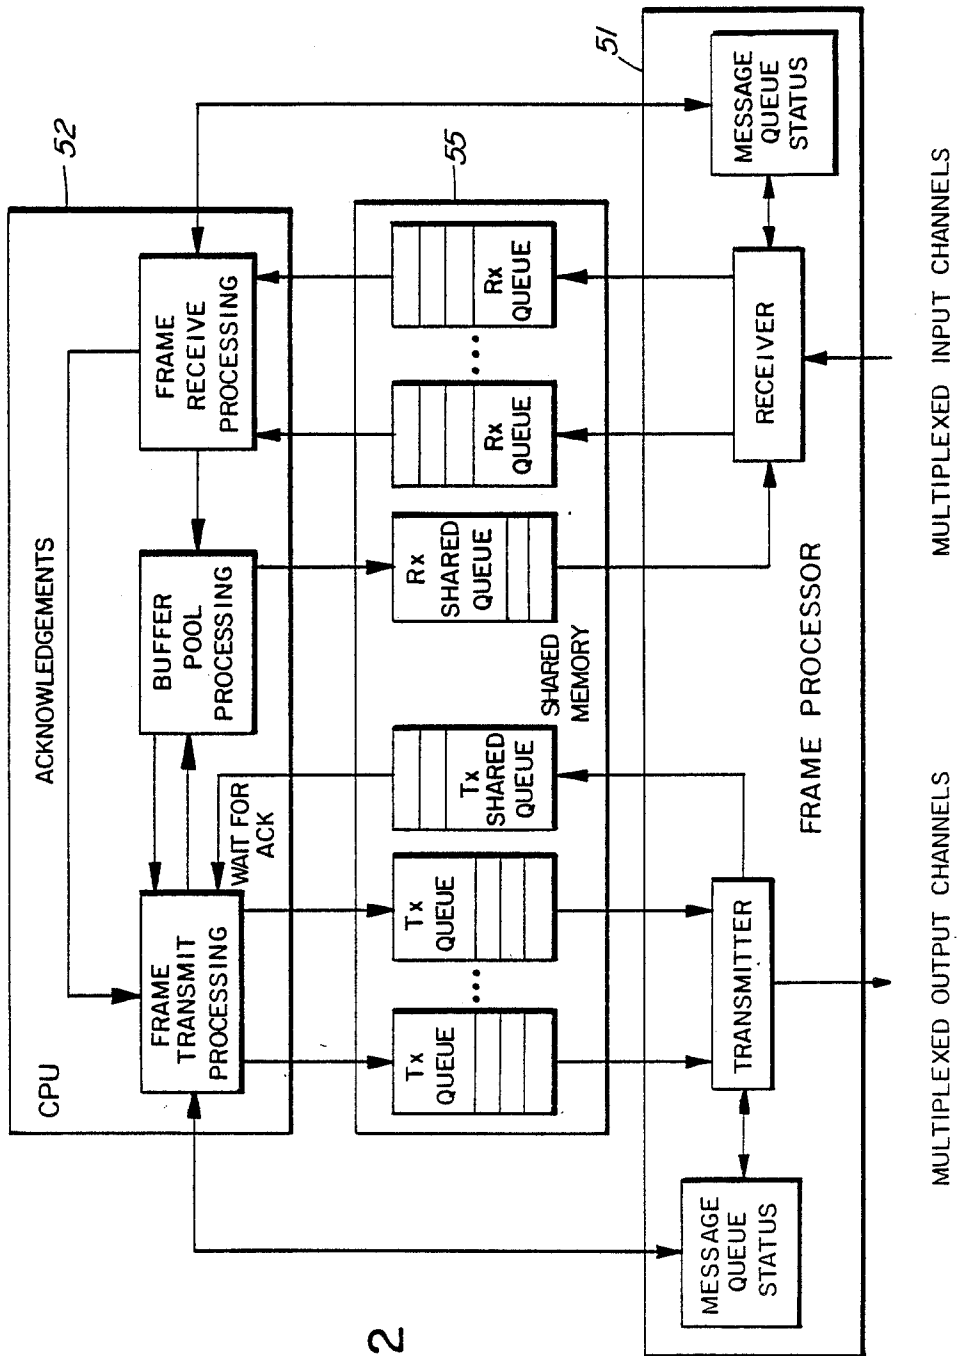 52
CPU
ACKNOWLEDGEMENTS
FRAME
TRANSMIT
PROCESSING
BUFFER
POOL
PROCESSING
FRAME
RECEIVE
PROCESSING
WAIT FOR
ACK
55
Tx
QUEUE
Tx
QUEUE
Tx
SHARED
QUEUE
SHARED
MEMORY
Rx
SHARED
QUEUE
Rx
QUEUE
Rx
QUEUE
51
MESSAGE
QUEUE
STATUS
TRANSMITTER
RECEIVER
MESSAGE
QUEUE
STATUS
FRAME PROCESSOR
MULTIPLEXED OUTPUT CHANNELS
MULTIPLEXED INPUT CHANNELS
2